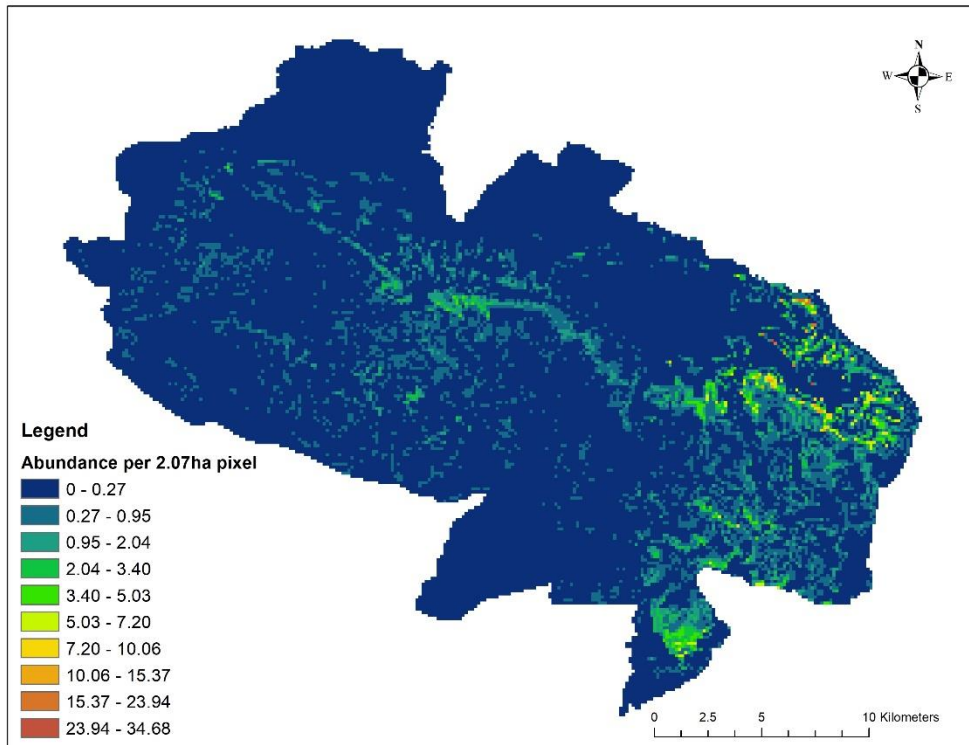 N
W E
S
Legend
Abundance per 2.07ha pixel
0 - 0.27
0.27 - 0.95
0.95 - 2.04
2.04 - 3.40
3.40 - 5.03
5.03 - 7.20
7.20 - 10.06
10.06 - 15.37
15.37 - 23.94
23.94 - 34.68
0 2.5 5 10 Kilometers